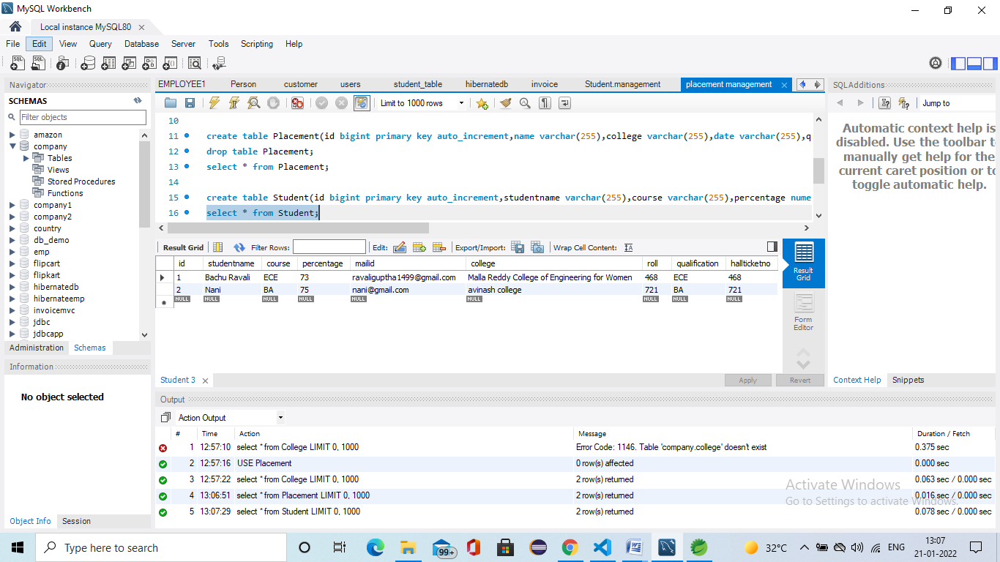 MySQL Workbench
Local instance MySQL80
File Edit View Query Database Server Tools Scripting Help
Navigator
SCHEMAS
Filter objects
amazon
company
Tables
Views
Stored Procedures
Functions
company1
company2
country
db_demo
emp
flipcart
flipkart
hibernatedb
hibernateemp
invoicemvc
jdbc
jdbcapp
Administration Schemas
Information
No object selected
Object Info Session
EMPLOYEE1 Person customer users student_table hibernatedb invoice Student.management placement management
Limit to 1000 rows
10
11 create table Placement(id bigint primary key auto_increment,name varchar(255),college varchar(255),date varchar(255),q
12 drop table Placement;
13 select * from Placement;
14
15 create table Student(id bigint primary key auto_increment,studentname varchar(255),course varchar(255),percentage nume
16 select * from Student;
Result Grid Filter Rows: Edit: Export/Import: Wrap Cell Content:
id studentname course percentage mailid college roll qualification hallticketno
1 Bachu Ravali ECE 73 ravaliguptha1499@gmail.com Malla Reddy College of Engineering for Women 468 ECE 468
2 Nani BA 75 nani@gmail.com avinash college 721 BA 721
NULL NULL NULL NULL NULL NULL NULL NULL NULL
Result
Grid
Form
Editor
Student 3
Apply Revert
SQLAdditions
Jump to
Automatic context help is
disabled. Use the toolbar t
manually get help for the
current caret position or to
toggle automatic help.
Context Help Snippets
Output
Action Output
# Time Action Message Duration / Fetch
1 12:57:10 select * from College LIMIT 0, 1000 Error Code: 1146. Table 'company.college' doesn't exist 0.375 sec
2 12:57:16 USE Placement 0 row(s) affected 0.000 sec
3 12:57:22 select * from College LIMIT 0, 1000 2 row(s) returned 0.063 sec / 0.000 sec
4 13:06:51 select * from Placement LIMIT 0, 1000 2 row(s) returned 0.016 sec / 0.000 sec
5 13:07:29 select * from Student LIMIT 0, 1000 2 row(s) returned 0.078 sec / 0.000 sec
Activate Windows
Go to Settings to activate Windows.
Type here to search
99+
32°C
ENG
13:07
21-01-2022